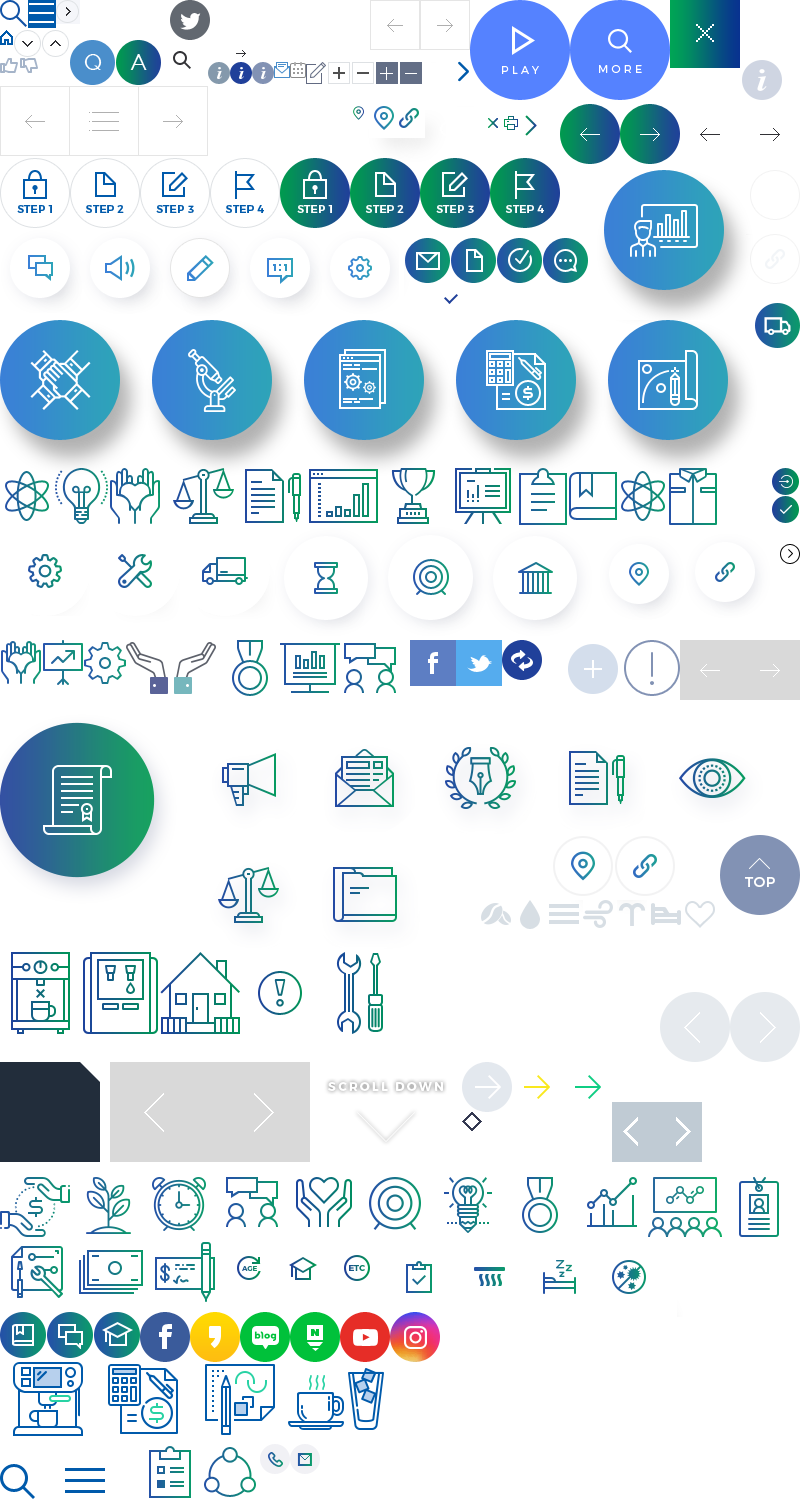 Q
A
PLAY
MORE
STEP 1
STEP 2
STEP 3
STEP 4
STEP 1
STEP 2
STEP 3
STEP 4
1:1
TOP
SCROLL DOWN
AGE
ETC
Z Z Z
blog
N